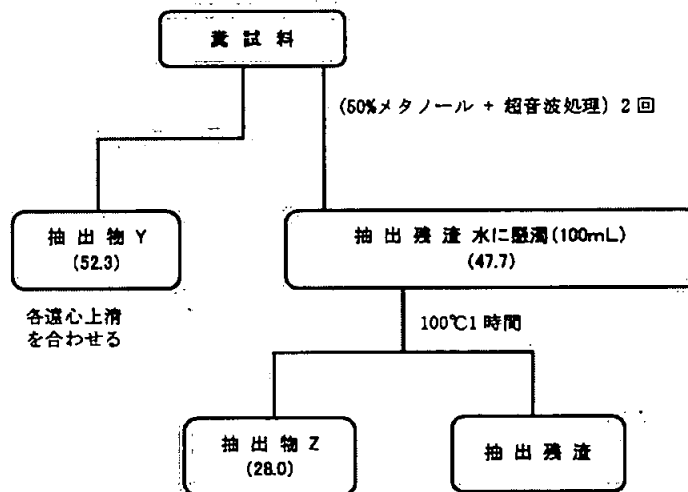 糞 試 料
(50%メタノール + 超音波処理) 2 回
抽 出 物 Y
(52.3)
抽 出 残 渣 水に懸濁(100mL)
(47.7)
各遠心上清
を合わせる
100℃1 時間
抽 出 物 Z
(28.0)
抽 出 残 渣